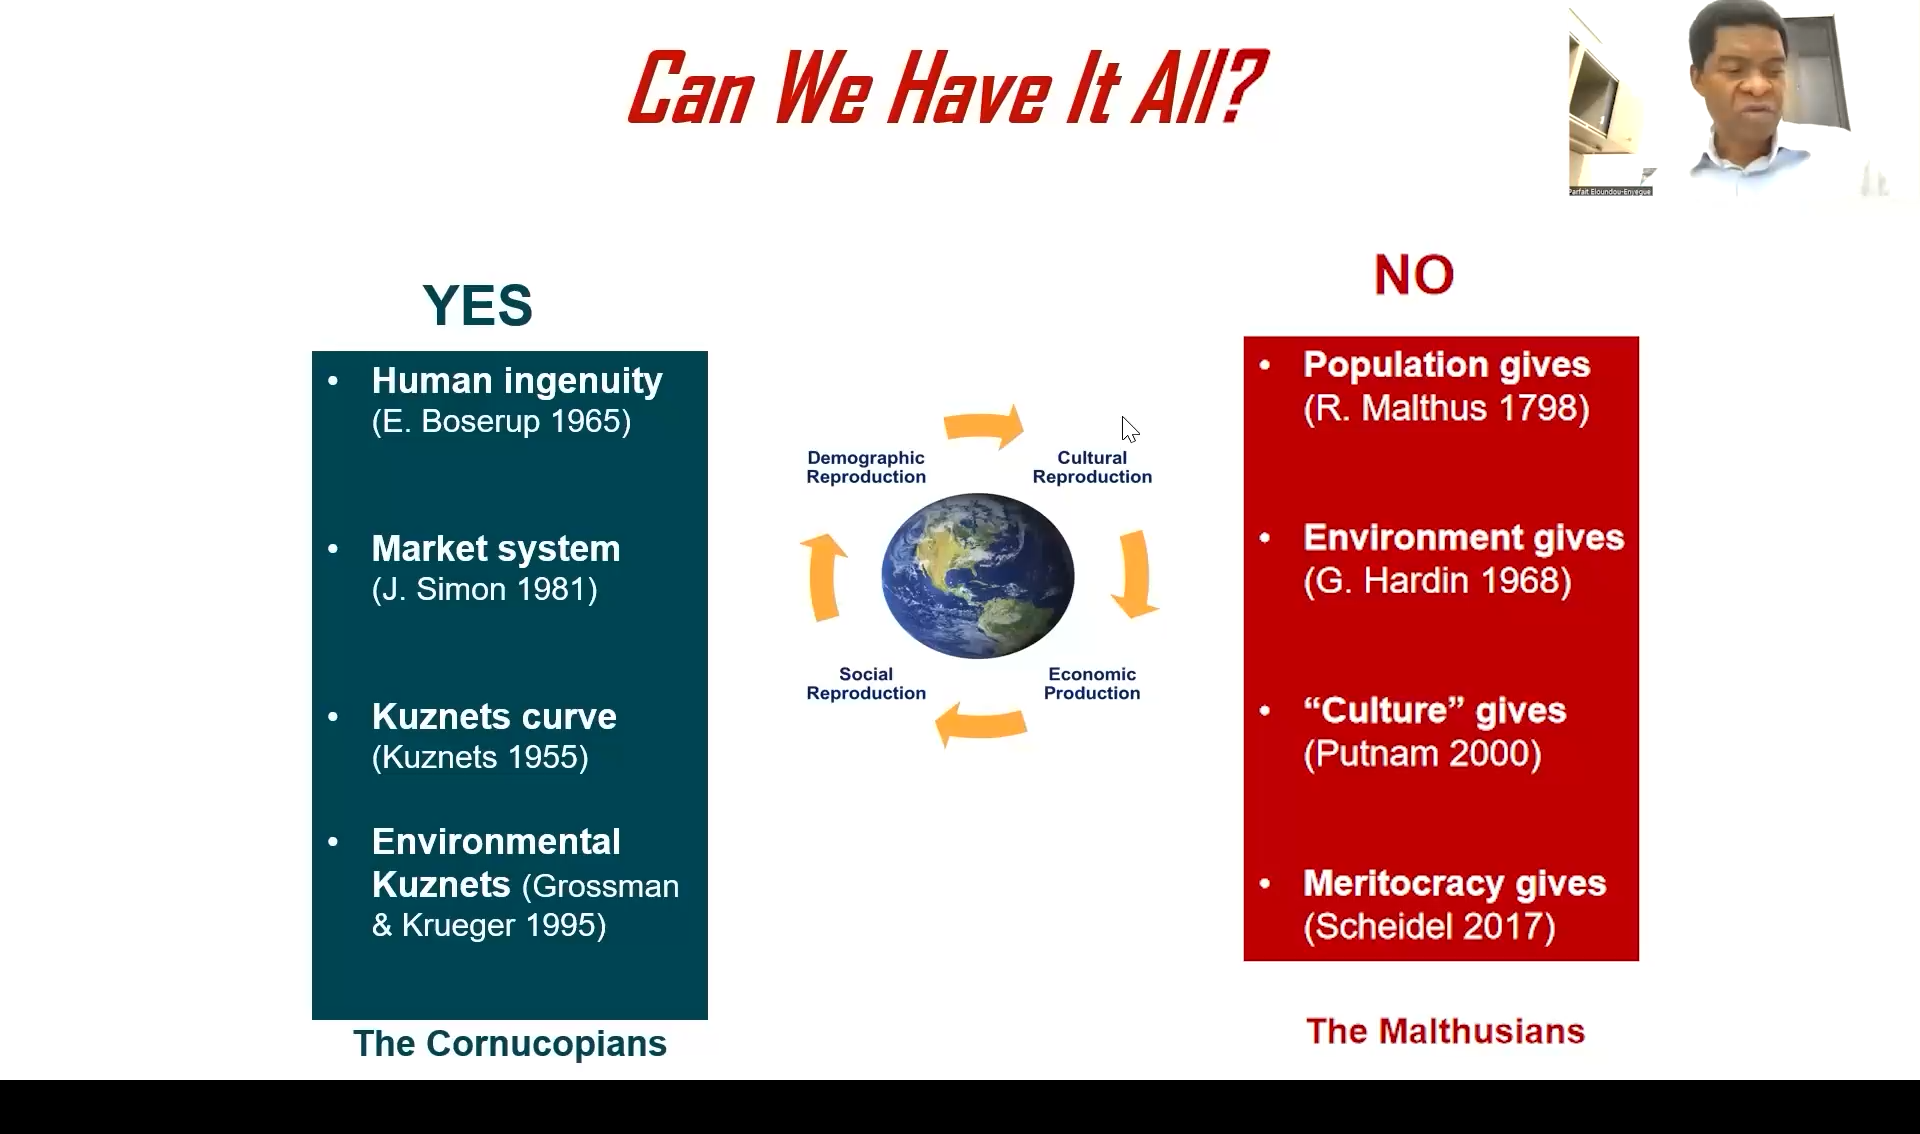 Can We Have It All?
Parfait Eloundou-Enyegue
YES
• Human ingenuity
(E. Boserup 1965)
• Market system
(J. Simon 1981)
• Kuznets curve
(Kuznets 1955)
• Environmental
Kuznets (Grossman
& Krueger 1995)
The Cornucopians
Demographic
Reproduction
Cultural
Reproduction
Social
Reproduction
Economic
Production
NO
• Population gives
(R. Malthus 1798)
• Environment gives
(G. Hardin 1968)
• “Culture” gives
(Putnam 2000)
• Meritocracy gives
(Scheidel 2017)
The Malthusians